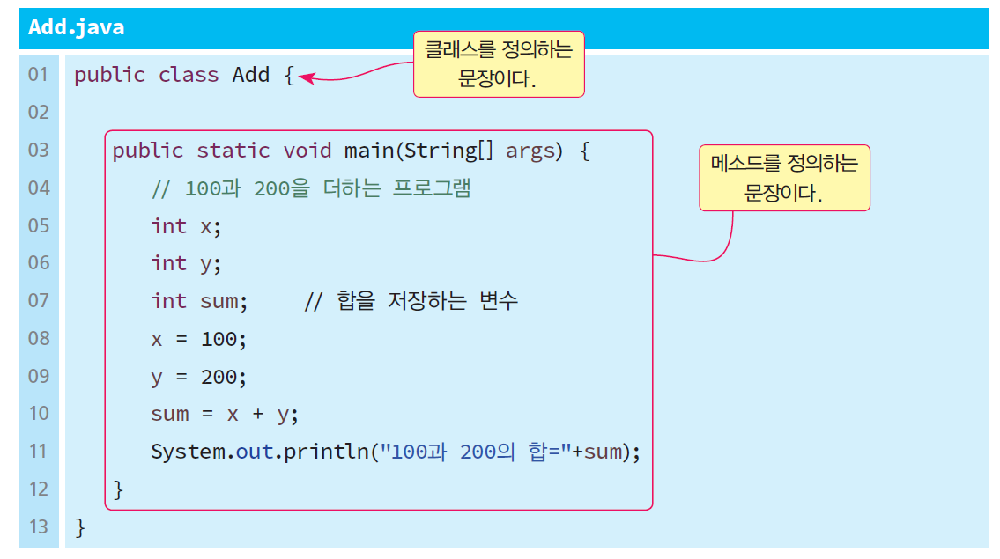 Add.java
클래스를 정의하는
문장이다.
01 public class Add {
02
03 public static void main(String[] args) {
메소드를 정의하는
문장이다.
04 // 100과 200을 더하는 프로그램
05 int x;
06 int y;
07 int sum; // 합을 저장하는 변수
08 x = 100;
09 y = 200;
10 sum = x + y;
11 System.out.println("100과 200의 합="+sum);
12 }
13 }